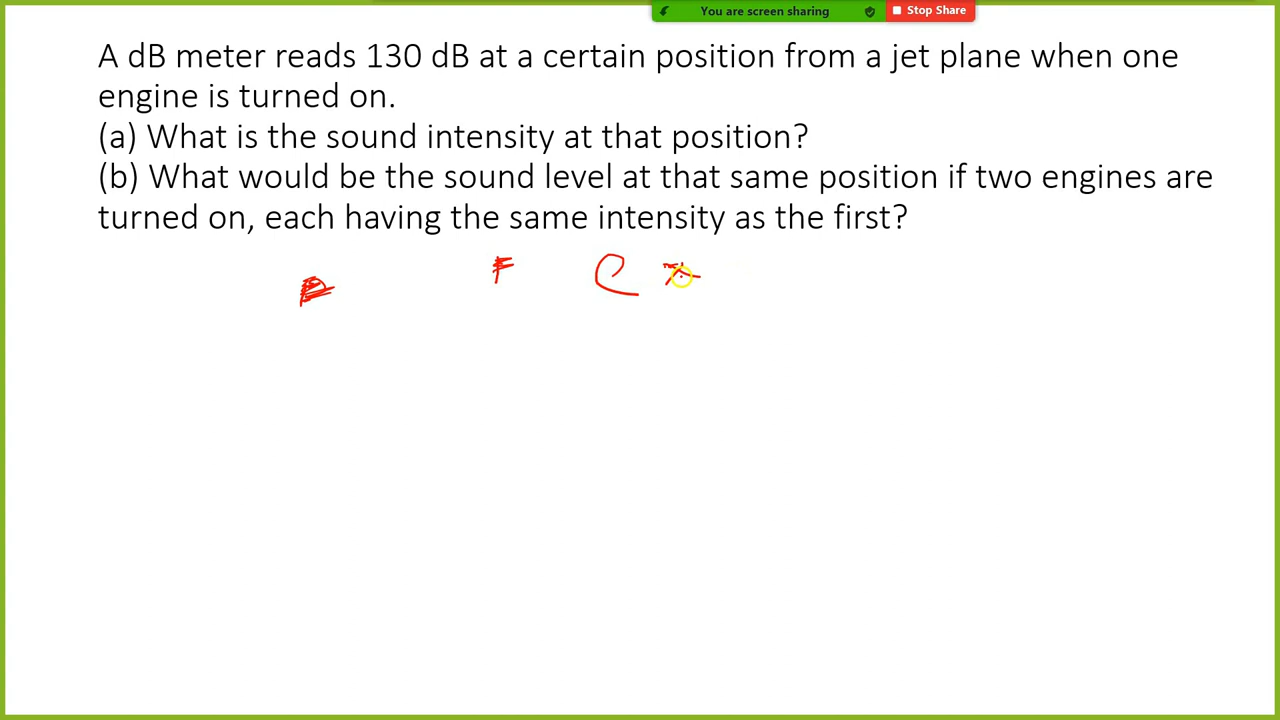 You are screen sharing Stop Share
A dB meter reads 130 dB at a certain position from a jet plane when one
engine is turned on.
(a) What is the sound intensity at that position?
(b) What would be the sound level at that same position if two engines are
turned on, each having the same intensity as the first?